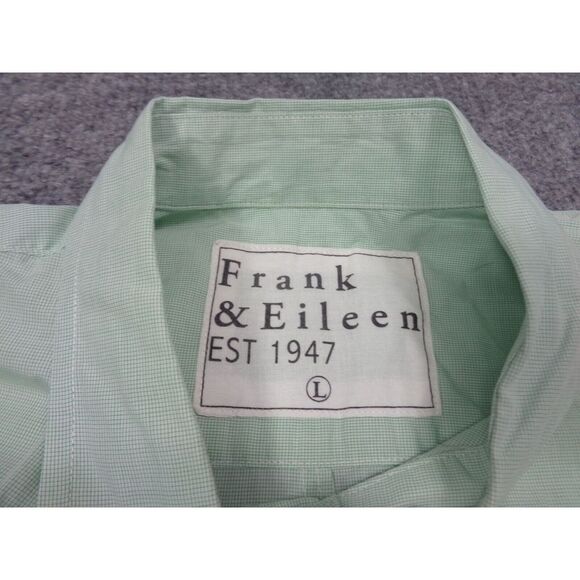 Frank
& Eileen
EST 1947
L